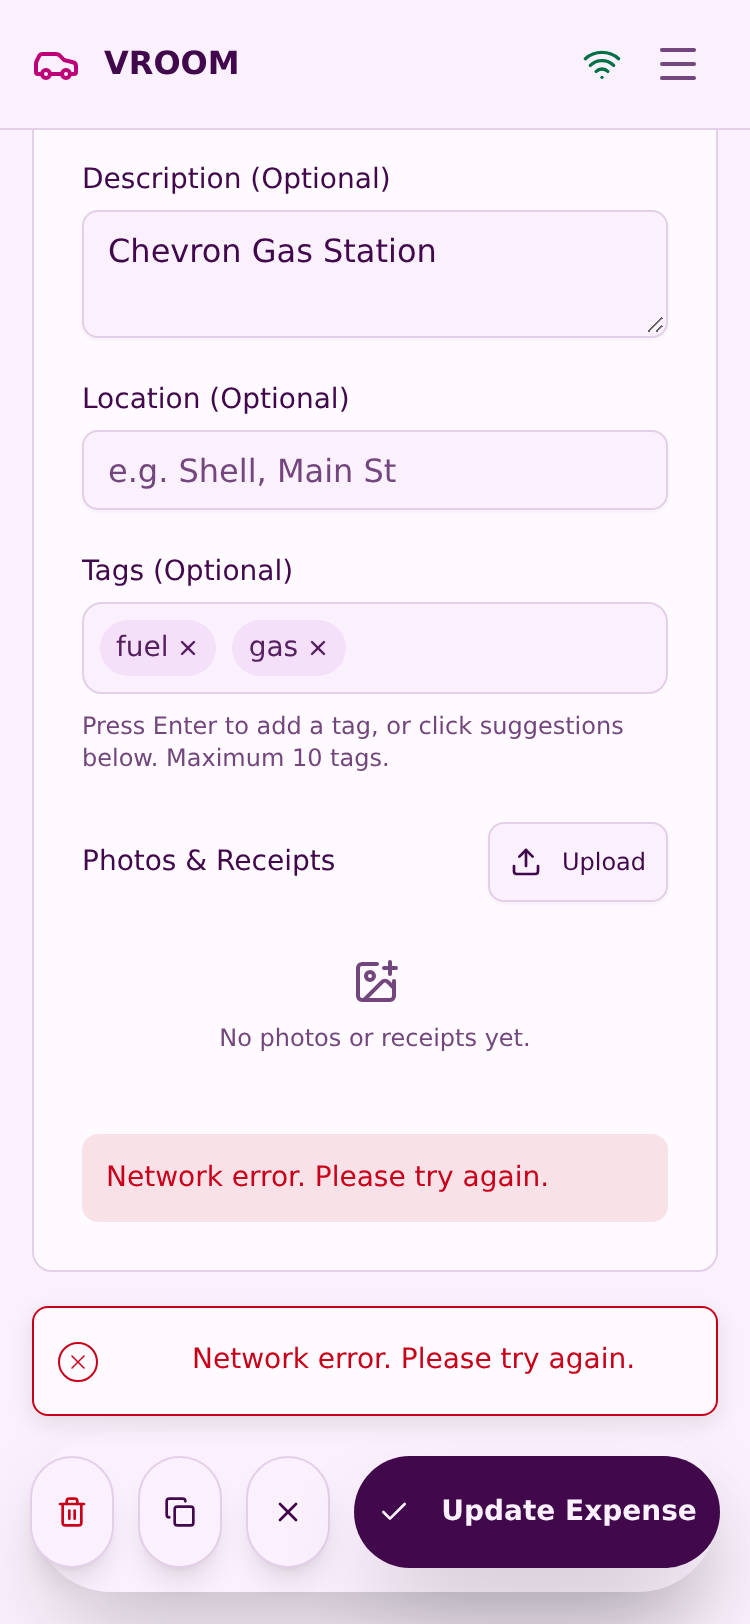 VROOM
Description (Optional)
Chevron Gas Station
Location (Optional)
e.g. Shell, Main St
Tags (Optional)
fuel
gas
Press Enter to add a tag, or click suggestions
below. Maximum 10 tags.
Photos & Receipts
Upload
No photos or receipts yet.
Network error. Please try again.
Network error. Please try again.
Update Expense